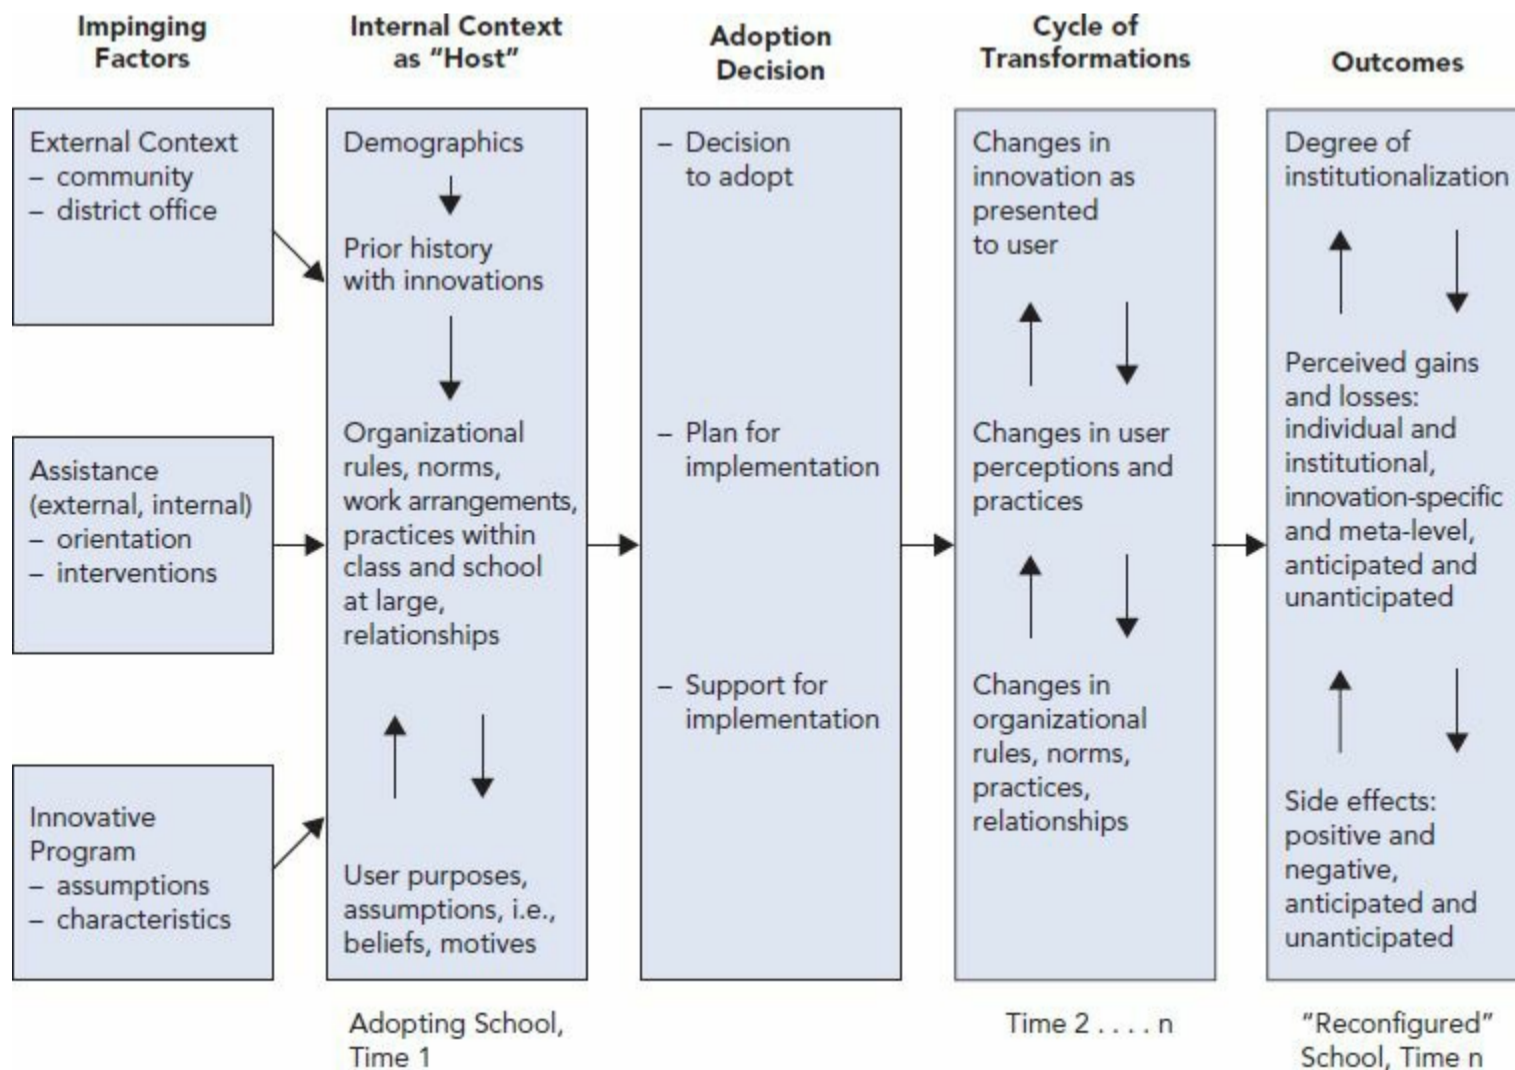 Impinging
Factors
Internal Context
as “Host”
Adoption
Decision
Cycle of
Transformations
Outcomes
External Context
– community
– district office
Assistance
(external, internal)
– orientation
– interventions
Innovative
Program
– assumptions
– characteristics
Demographics
Prior history
with innovations
Organizational
rules, norms,
work arrangements,
practices within
class and school
at large,
relationships
User purposes,
assumptions, i.e.,
beliefs, motives
– Decision
to adopt
– Plan for
implementation
– Support for
implementation
Changes in
innovation as
presented
to user
Changes in user
perceptions and
practices
Changes in
organizational
rules, norms,
practices,
relationships
Degree of
institutionalization
Perceived gains
and losses:
individual and
institutional,
innovation-specific
and meta-level,
anticipated and
unanticipated
Side effects:
positive and
negative,
anticipated and
unanticipated
Adopting School,
Time 1
Time 2 . . . . n
“Reconfigured”
School, Time n